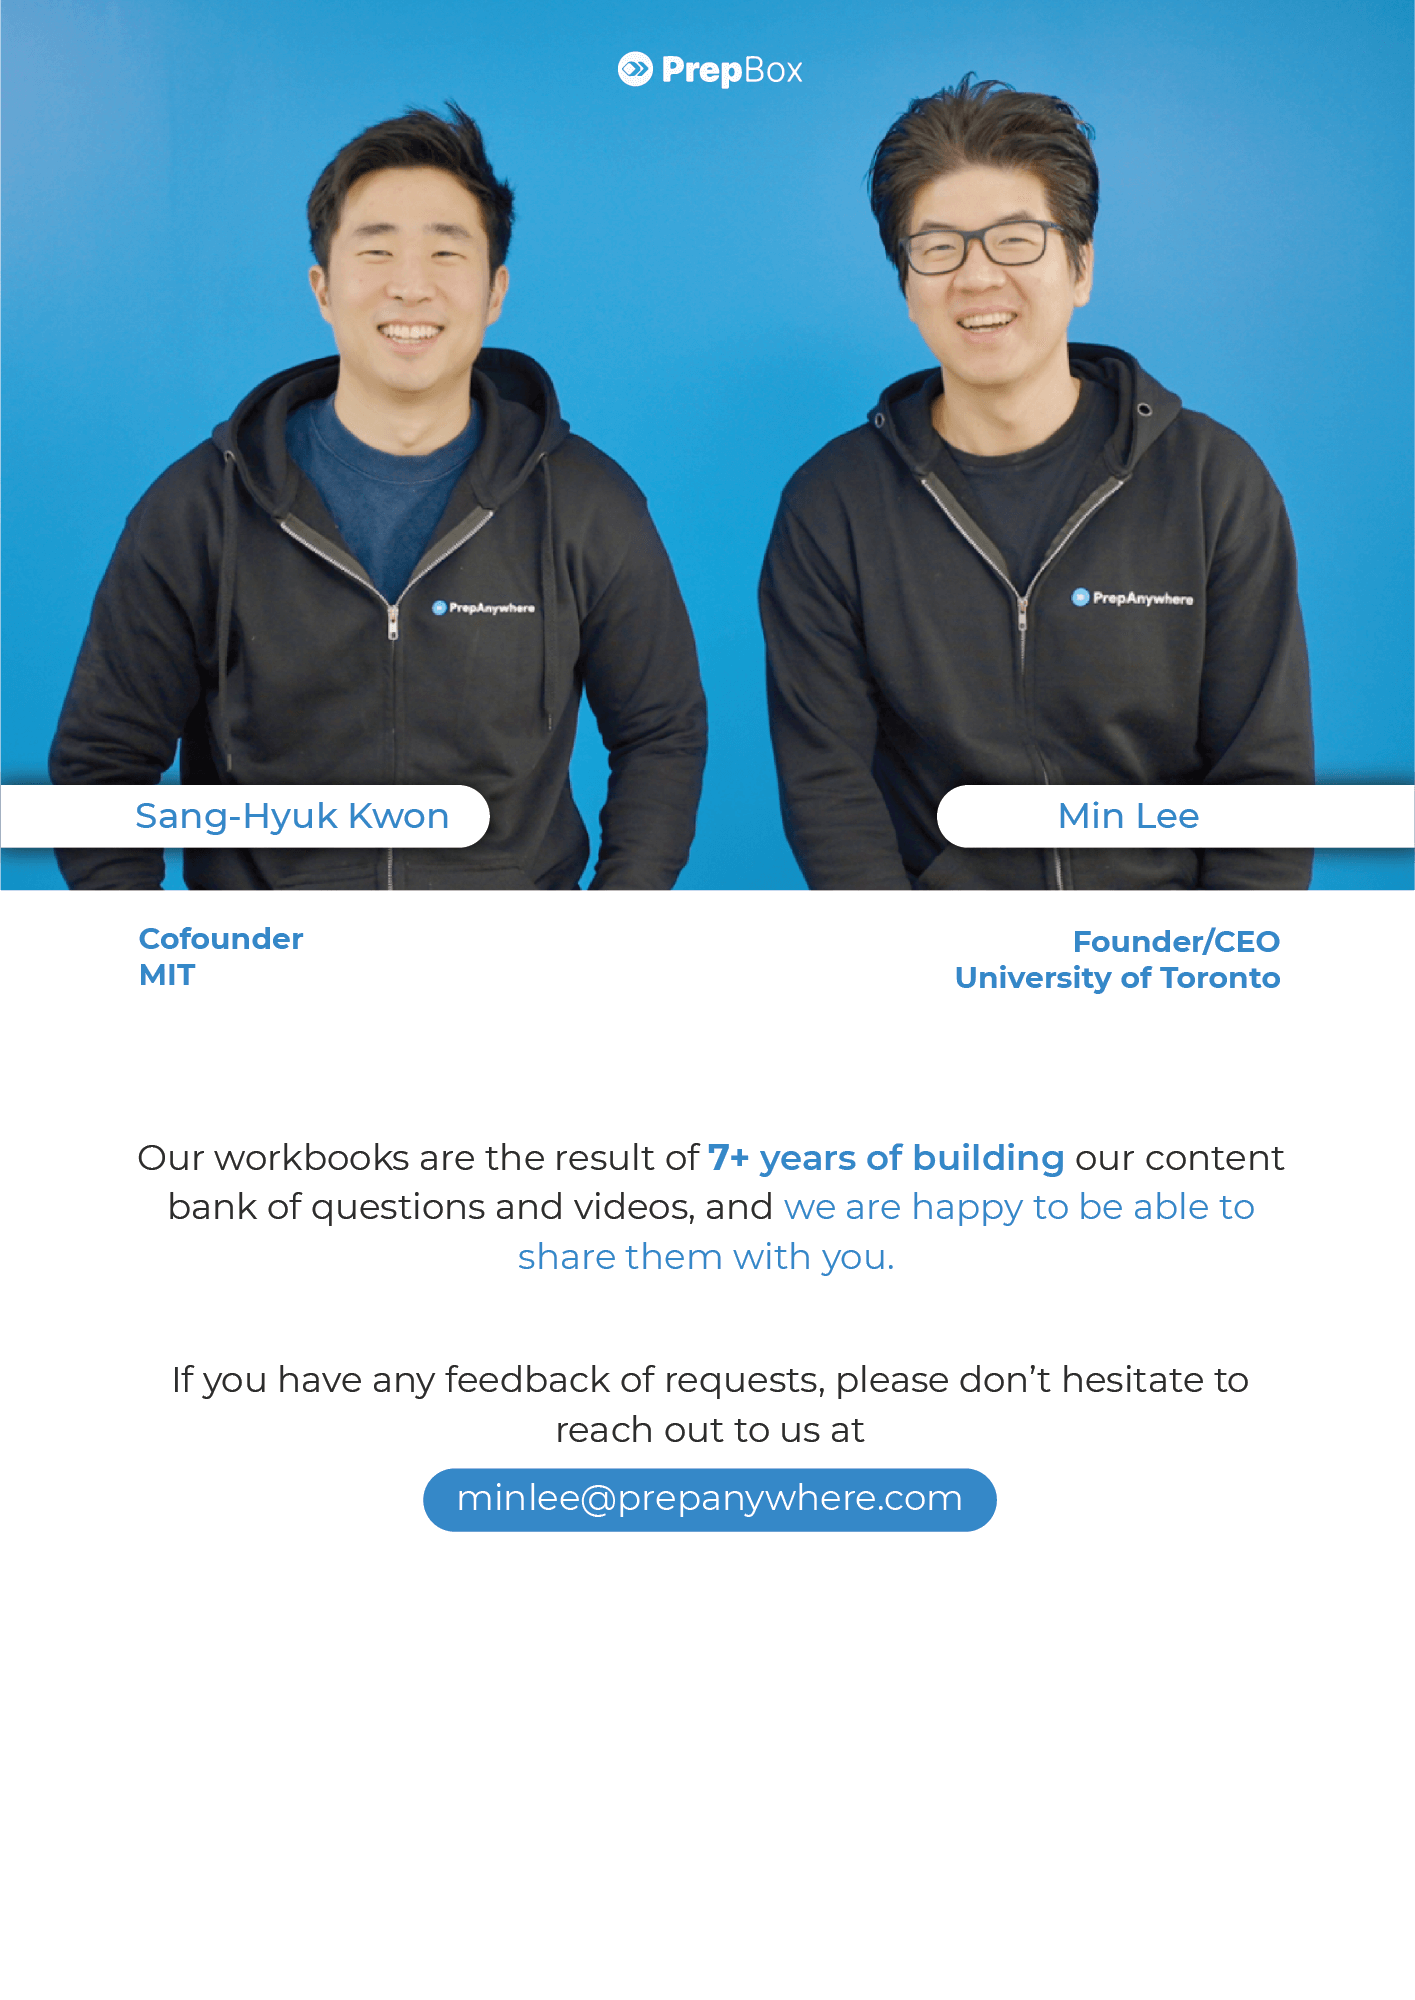 PrepBox
PrepAnywhere
PrepAnywhere
Sang-Hyuk Kwon
Min Lee
Cofounder
MIT
Founder/CEO
University of Toronto
Our workbooks are the result of 7+ years of building our content
bank of questions and videos, and we are happy to be able to
share them with you.
If you have any feedback of requests, please don’t hesitate to
reach out to us at
minlee@prepanywhere.com